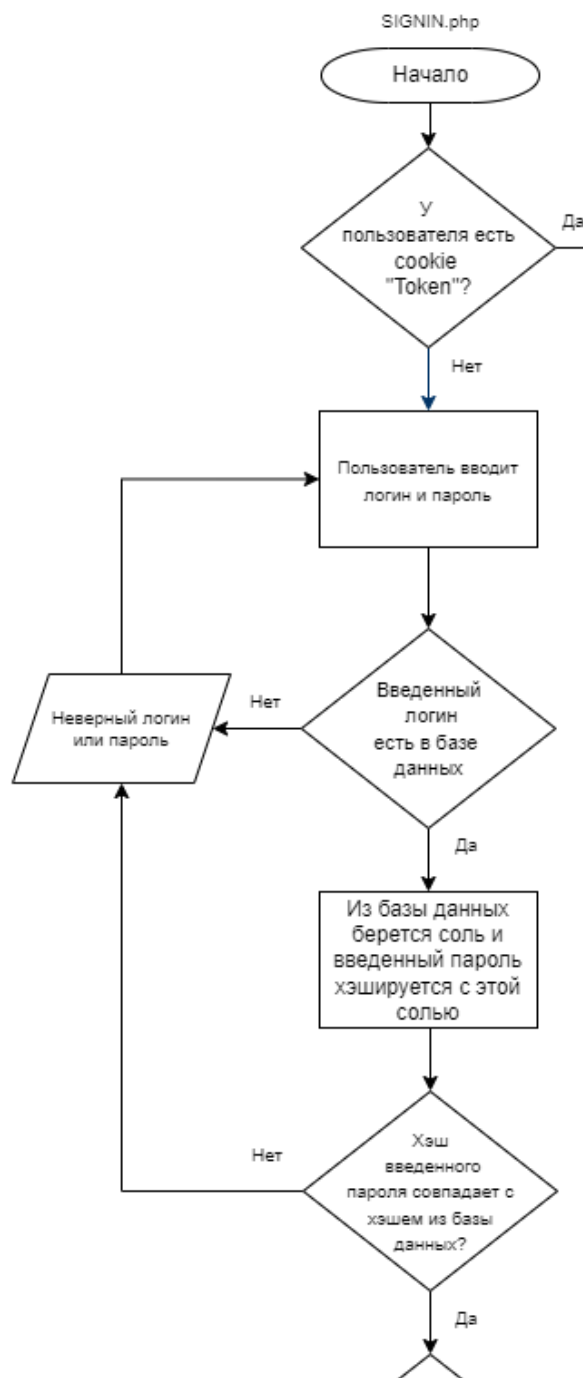 SIGNIN.php
Начало
У
пользователя есть
cookie
"Token"?
Да
Нет
Пользователь вводит
логин и пароль
Введенный
логин
есть в базе
данных
Нет
Неверный логин
или пароль
Да
Из базы данных
берется соль и
введенный пароль
хэшируется с этой
солью
Хэш
введенного
пароля совпадает с
хэшем из базы
данных?
Нет
Да